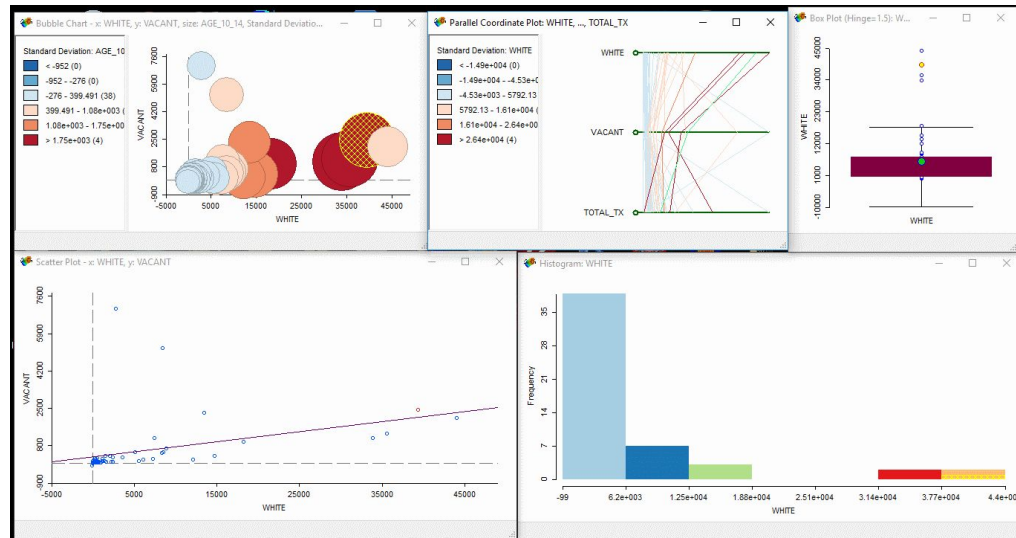 Bubble Chart - x: WHITE, y: VACANT, size: AGE_10_14, Standard Deviatio...
Standard Deviation: AGE_10
< -952 (0)
-952 - -276 (0)
-276 - 399.491 (38)
399.491 - 1.08e+003 (
1.08e+003 - 1.75e+00
> 1.75e+003 (4)
VACANT
7600
5900
4200
2500
800
-900
-5000
5000
15000
25000
35000
45000
WHITE
Parallel Coordinate Plot: WHITE, ..., TOTAL_TX
Standard Deviation: WHITE
< -1.49e+004 (0)
-1.49e+004 - -4.53e+
-4.53e+003 - 5792.13
5792.13 - 1.61e+004 (
1.61e+004 - 2.64e+00
> 2.64e+004 (4)
WHITE
VACANT
TOTAL_TX
Box Plot (Hinge=1.5): W...
WHITE
45000
34000
23000
12000
1000
-10000
WHITE
Scatter Plot - x: WHITE, y: VACANT
VACANT
7600
5900
4200
2500
800
-900
-5000
5000
15000
25000
35000
45000
WHITE
Histogram: WHITE
Frequency
35
28
21
14
7
0
-99
6.2e+003
1.25e+004
1.88e+004
2.51e+004
3.14e+004
3.77e+004
4.4e+00
WHITE